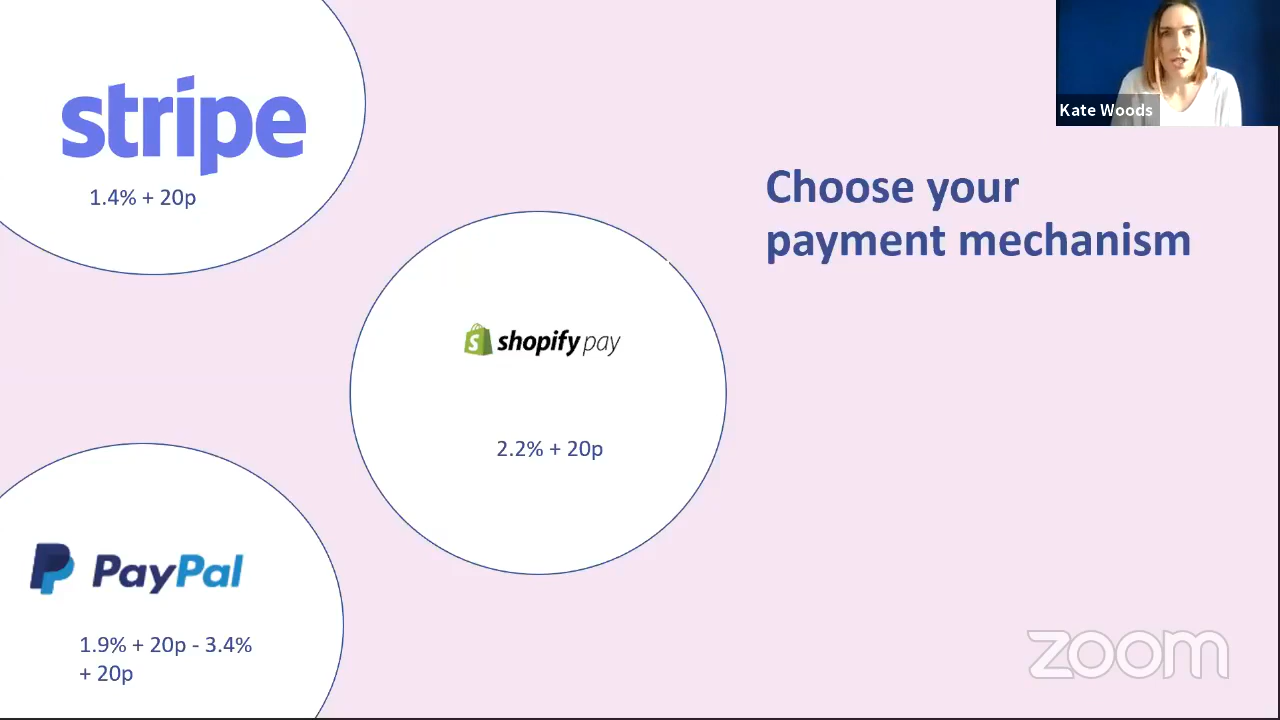 stripe
1.4% + 20p
Kate Woods
Choose your
payment mechanism
shopify pay
2.2% + 20p
PayPal
1.9% + 20p - 3.4%
+ 20p
zoom